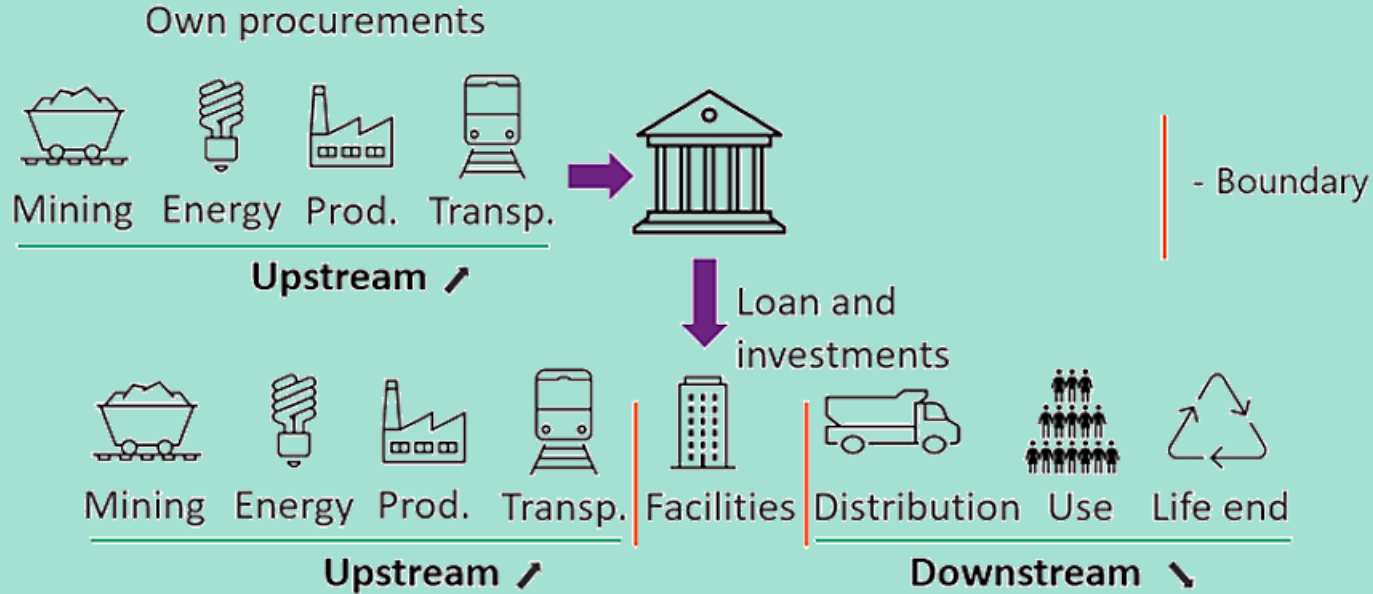 Own procurements
Mining Energy Prod. Transp.
Upstream
- Boundary
Loan and
investments
Mining Energy Prod. Transp. Facilities Distribution Use Life end
Upstream Downstream